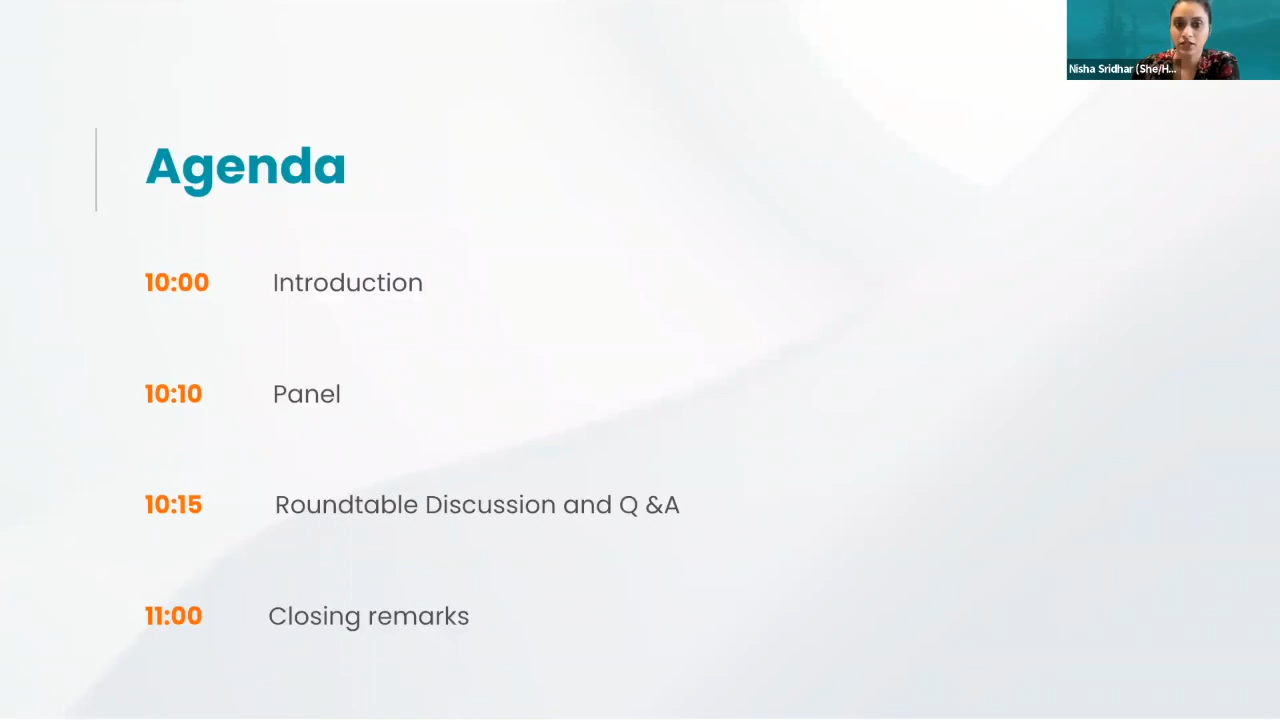 Nisha Sridhar (She/H...
Agenda
10:00 Introduction
10:10 Panel
10:15 Roundtable Discussion and Q &A
11:00 Closing remarks